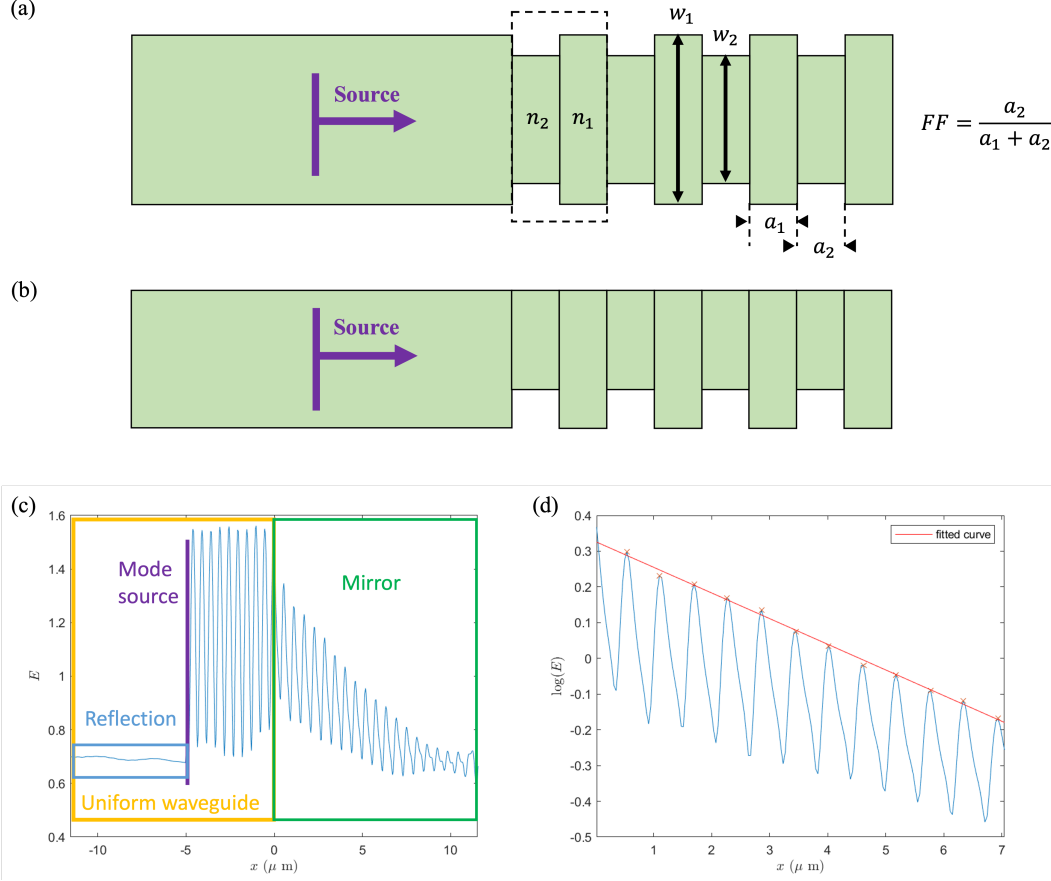 (a)
w₁
w₂
Source
n₂
n₁
FF = a₂ / (a₁ + a₂)
a₁
a₂
(b)
Source
(c)
1.6
1.4
1.2
1
0.8
0.6
0.4
E
Mode
source
Mirror
Reflection
Uniform waveguide
-10
-5
0
5
10
x (μ m)
(d)
0.4
0.3
0.2
0.1
0
-0.1
-0.2
-0.3
-0.4
-0.5
log(E)
fitted curve
1
2
3
4
5
6
7
x (μ m)